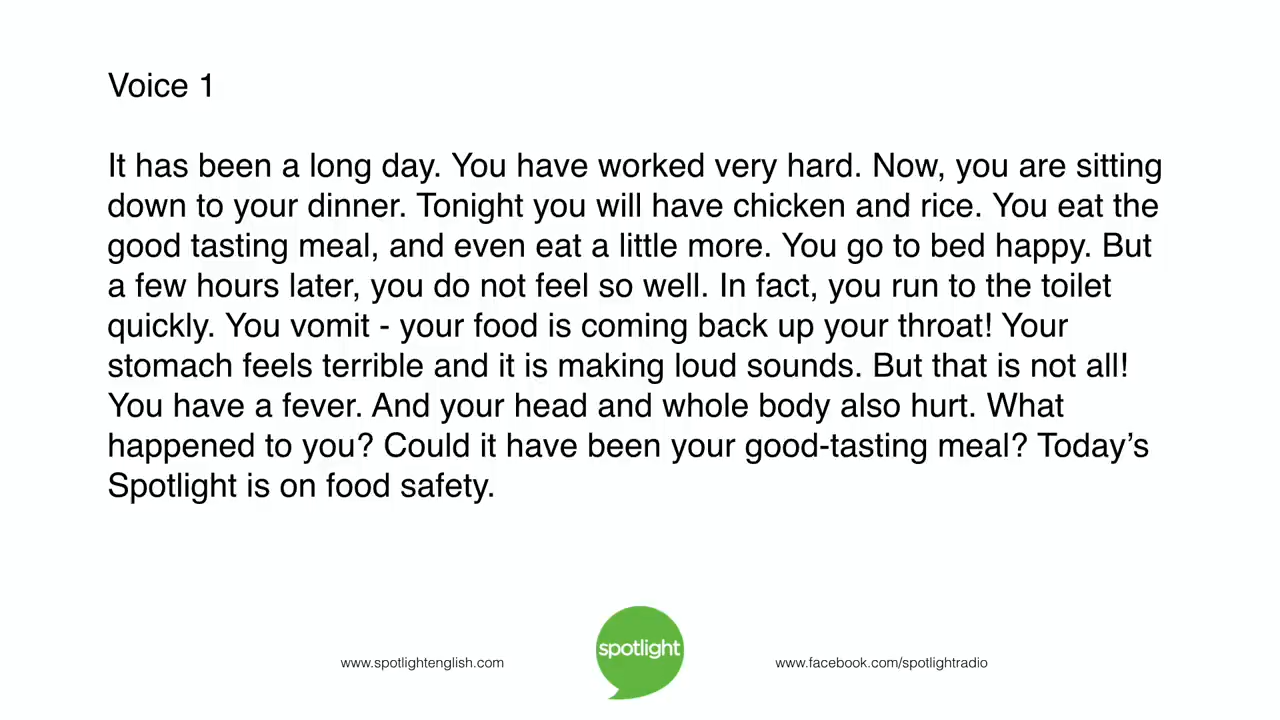 Voice 1
It has been a long day. You have worked very hard. Now, you are sitting
down to your dinner. Tonight you will have chicken and rice. You eat the
good tasting meal, and even eat a little more. You go to bed happy. But
a few hours later, you do not feel so well. In fact, you run to the toilet
quickly. You vomit - your food is coming back up your throat! Your
stomach feels terrible and it is making loud sounds. But that is not all!
You have a fever. And your head and whole body also hurt. What
happened to you? Could it have been your good-tasting meal? Today’s
Spotlight is on food safety.
www.spotlightenglish.com
spotlight
www.facebook.com/spotlightradio